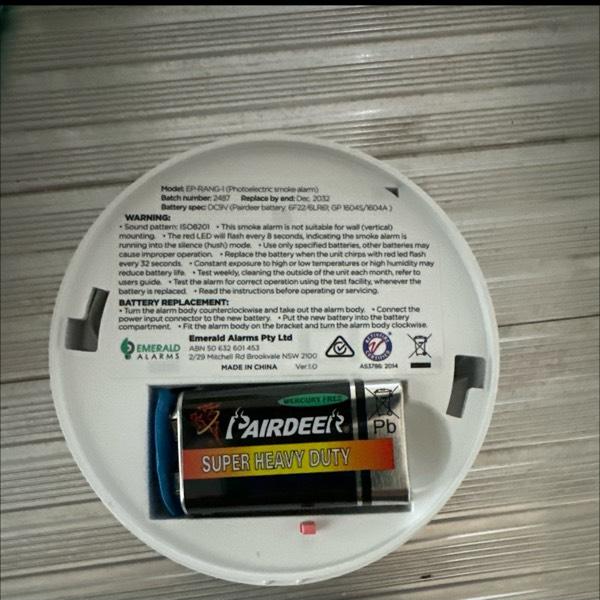 Model: EP-RANG-1 (Photoelectric smoke alarm)
Batch number: 2487 Replace by end: Dec, 2032
Battery spec: DC9V (Pairdeer battery, 6F22/6LR61, GP 1604S/1604A )
WARNING:
• Sound pattern: ISO8201 • This smoke alarm is not suitable for wall (vertical)
mounting. • The red LED will flash every 8 seconds, indicating the smoke alarm is
running into the silence (hush) mode. • Use only specified batteries, other batteries may
cause improper operation. • Replace the battery when the unit chirps with red led flash
every 32 seconds. • Constant exposure to high or low temperatures or high humidity may
reduce battery life. • Test weekly, cleaning the outside of the unit each month, refer to
users guide. • Test the alarm for correct operation using the test facility, whenever the
battery is replaced. • Read the instructions before operating or servicing.
BATTERY REPLACEMENT:
• Turn the alarm body counterclockwise and take out the alarm body. • Connect the
power input connector to the new battery. • Put the new battery into the battery
compartment. • Fit the alarm body on the bracket and turn the alarm body clockwise.
EMERALD
ALARMS
Emerald Alarms Pty Ltd
ABN 50 632 601 453
2/29 Mitchell Rd Brookvale NSW 2100
MADE IN CHINA Ver:1.0
AS3786: 2014
MERCURY FREE
PAIRDEER
SUPER HEAVY DUTY
Pb